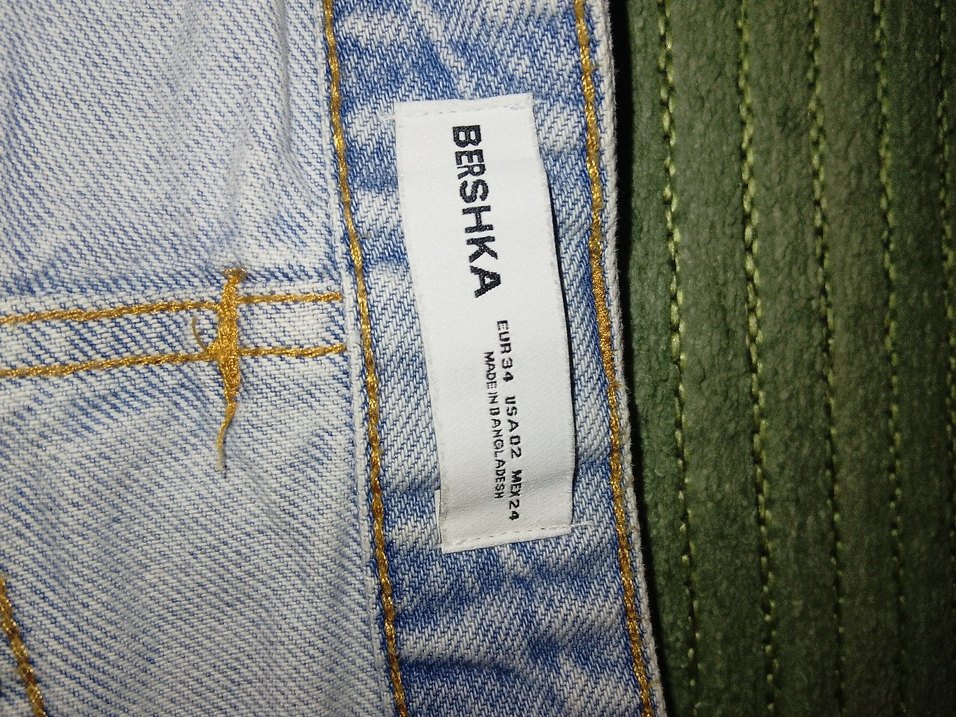 BERSHKA
EUR 34 USA 02 MEX 24
MADE IN BANGLADESH